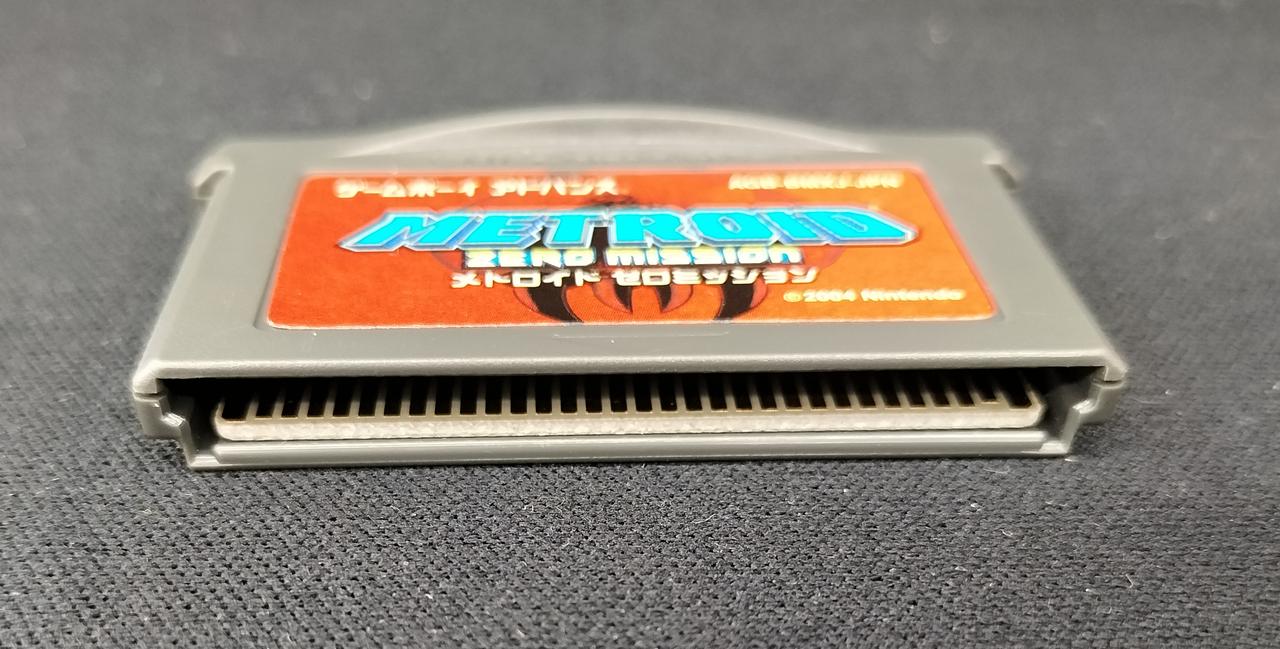 ゲームボーイ アドバンス
AGB-BMXJ-JPN
METROID
ZERO MISSION
メトロイド ゼロミッション
©2004 Nintendo